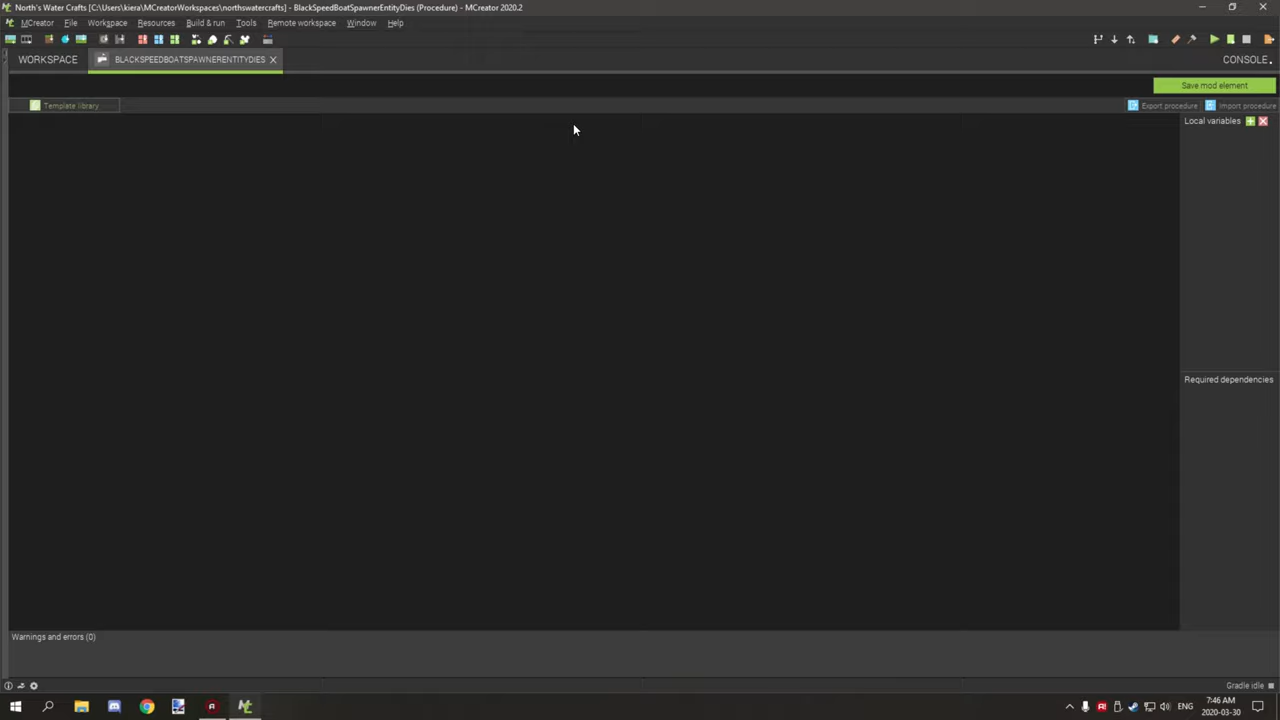 North's Water Crafts [C:\Users\kiera\MCreatorWorkspaces\northswatercrafts] - BlackSpeedBoatSpawnerEntityDies (Procedure) - MCreator 2020.2
MCreator File Workspace Resources Build & run Tools Remote workspace Window Help
WORKSPACE BLACKSPEEDBOATSPAWNERENTITYDIES CONSOLE
Save mod element
Template library Export procedure Import procedure
Local variables
Required dependencies
Warnings and errors (0)
Gradle idle
ENG 7:46 AM
2020-03-30